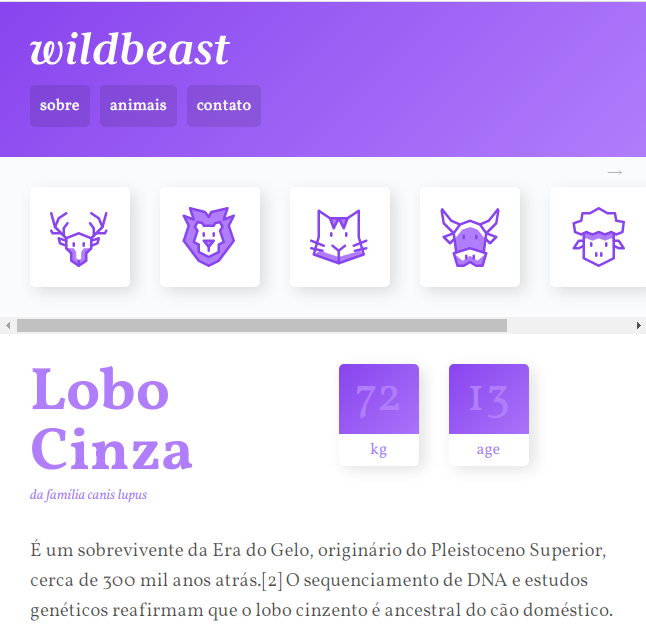 wildbeast
sobre animais contato
→
Lobo
Cinza
da família canis lupus
72
kg
13
age
É um sobrevivente da Era do Gelo, originário do Pleistoceno Superior,
cerca de 300 mil anos atrás.[2] O sequenciamento de DNA e estudos
genéticos reafirmam que o lobo cinzento é ancestral do cão doméstico.